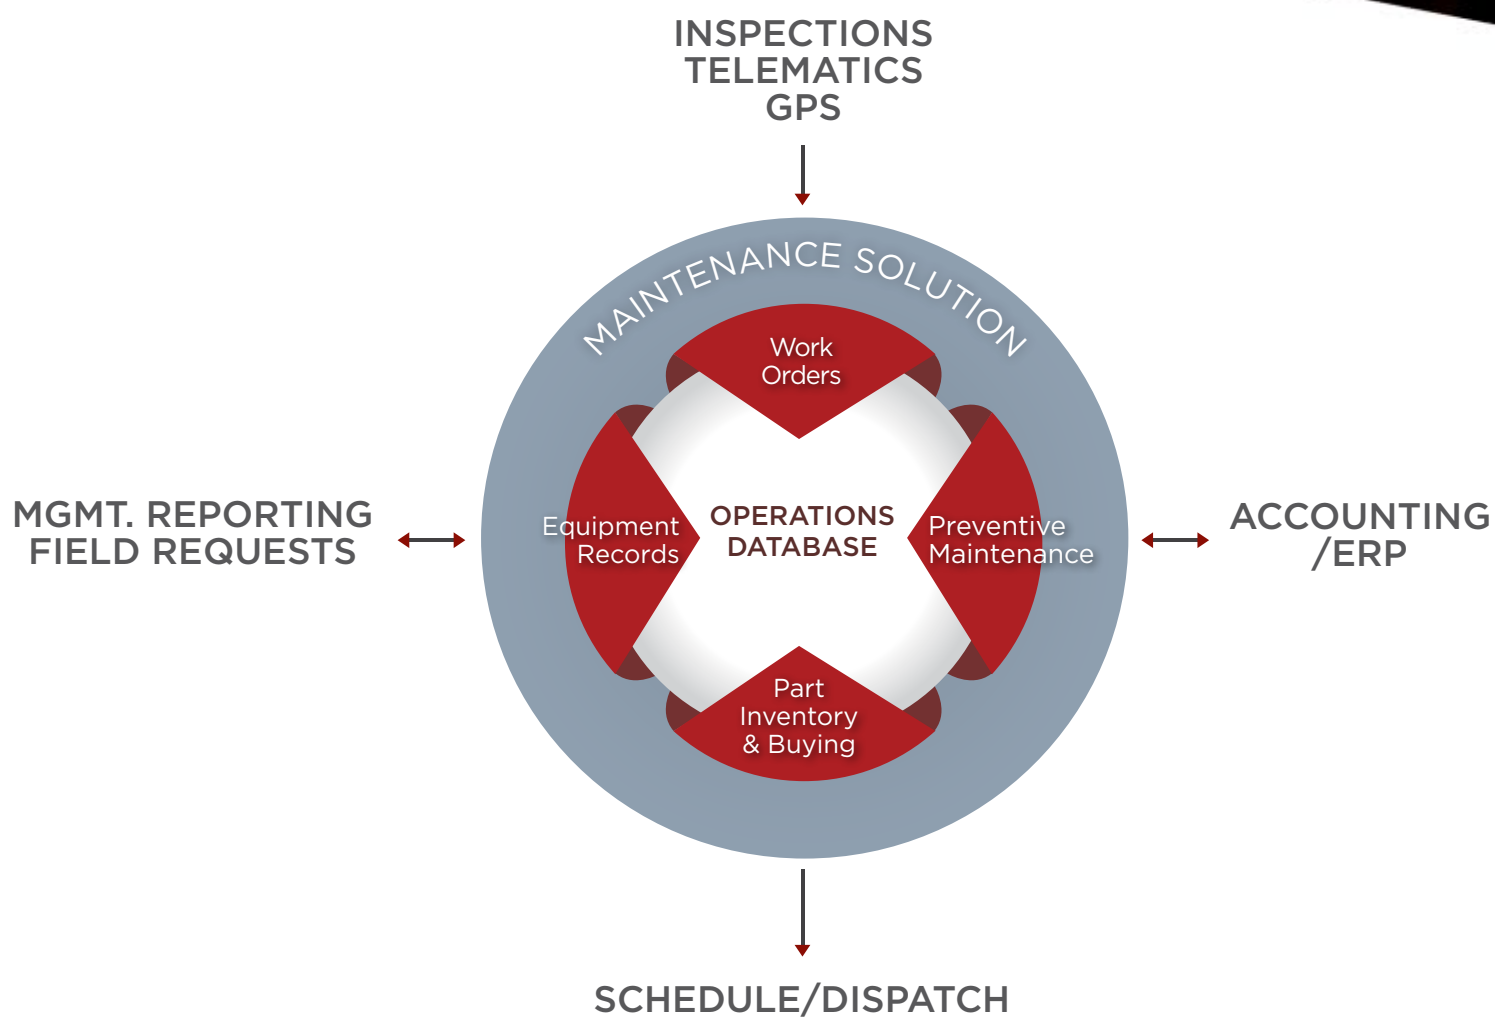 INSPECTIONS
TELEMATICS
GPS
MAINTENANCE SOLUTION
Work
Orders
MGMT. REPORTING
FIELD REQUESTS
Equipment
Records
OPERATIONS
DATABASE
Preventive
Maintenance
ACCOUNTING
/ERP
Part
Inventory
& Buying
SCHEDULE/DISPATCH